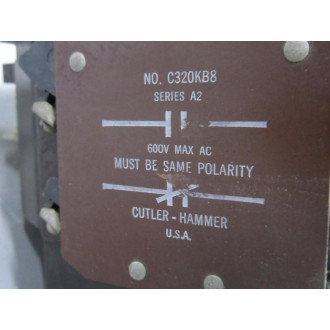 NO. C320KB8
SERIES A2
600V MAX AC
MUST BE SAME POLARITY
CUTLER-HAMMER
U.S.A.